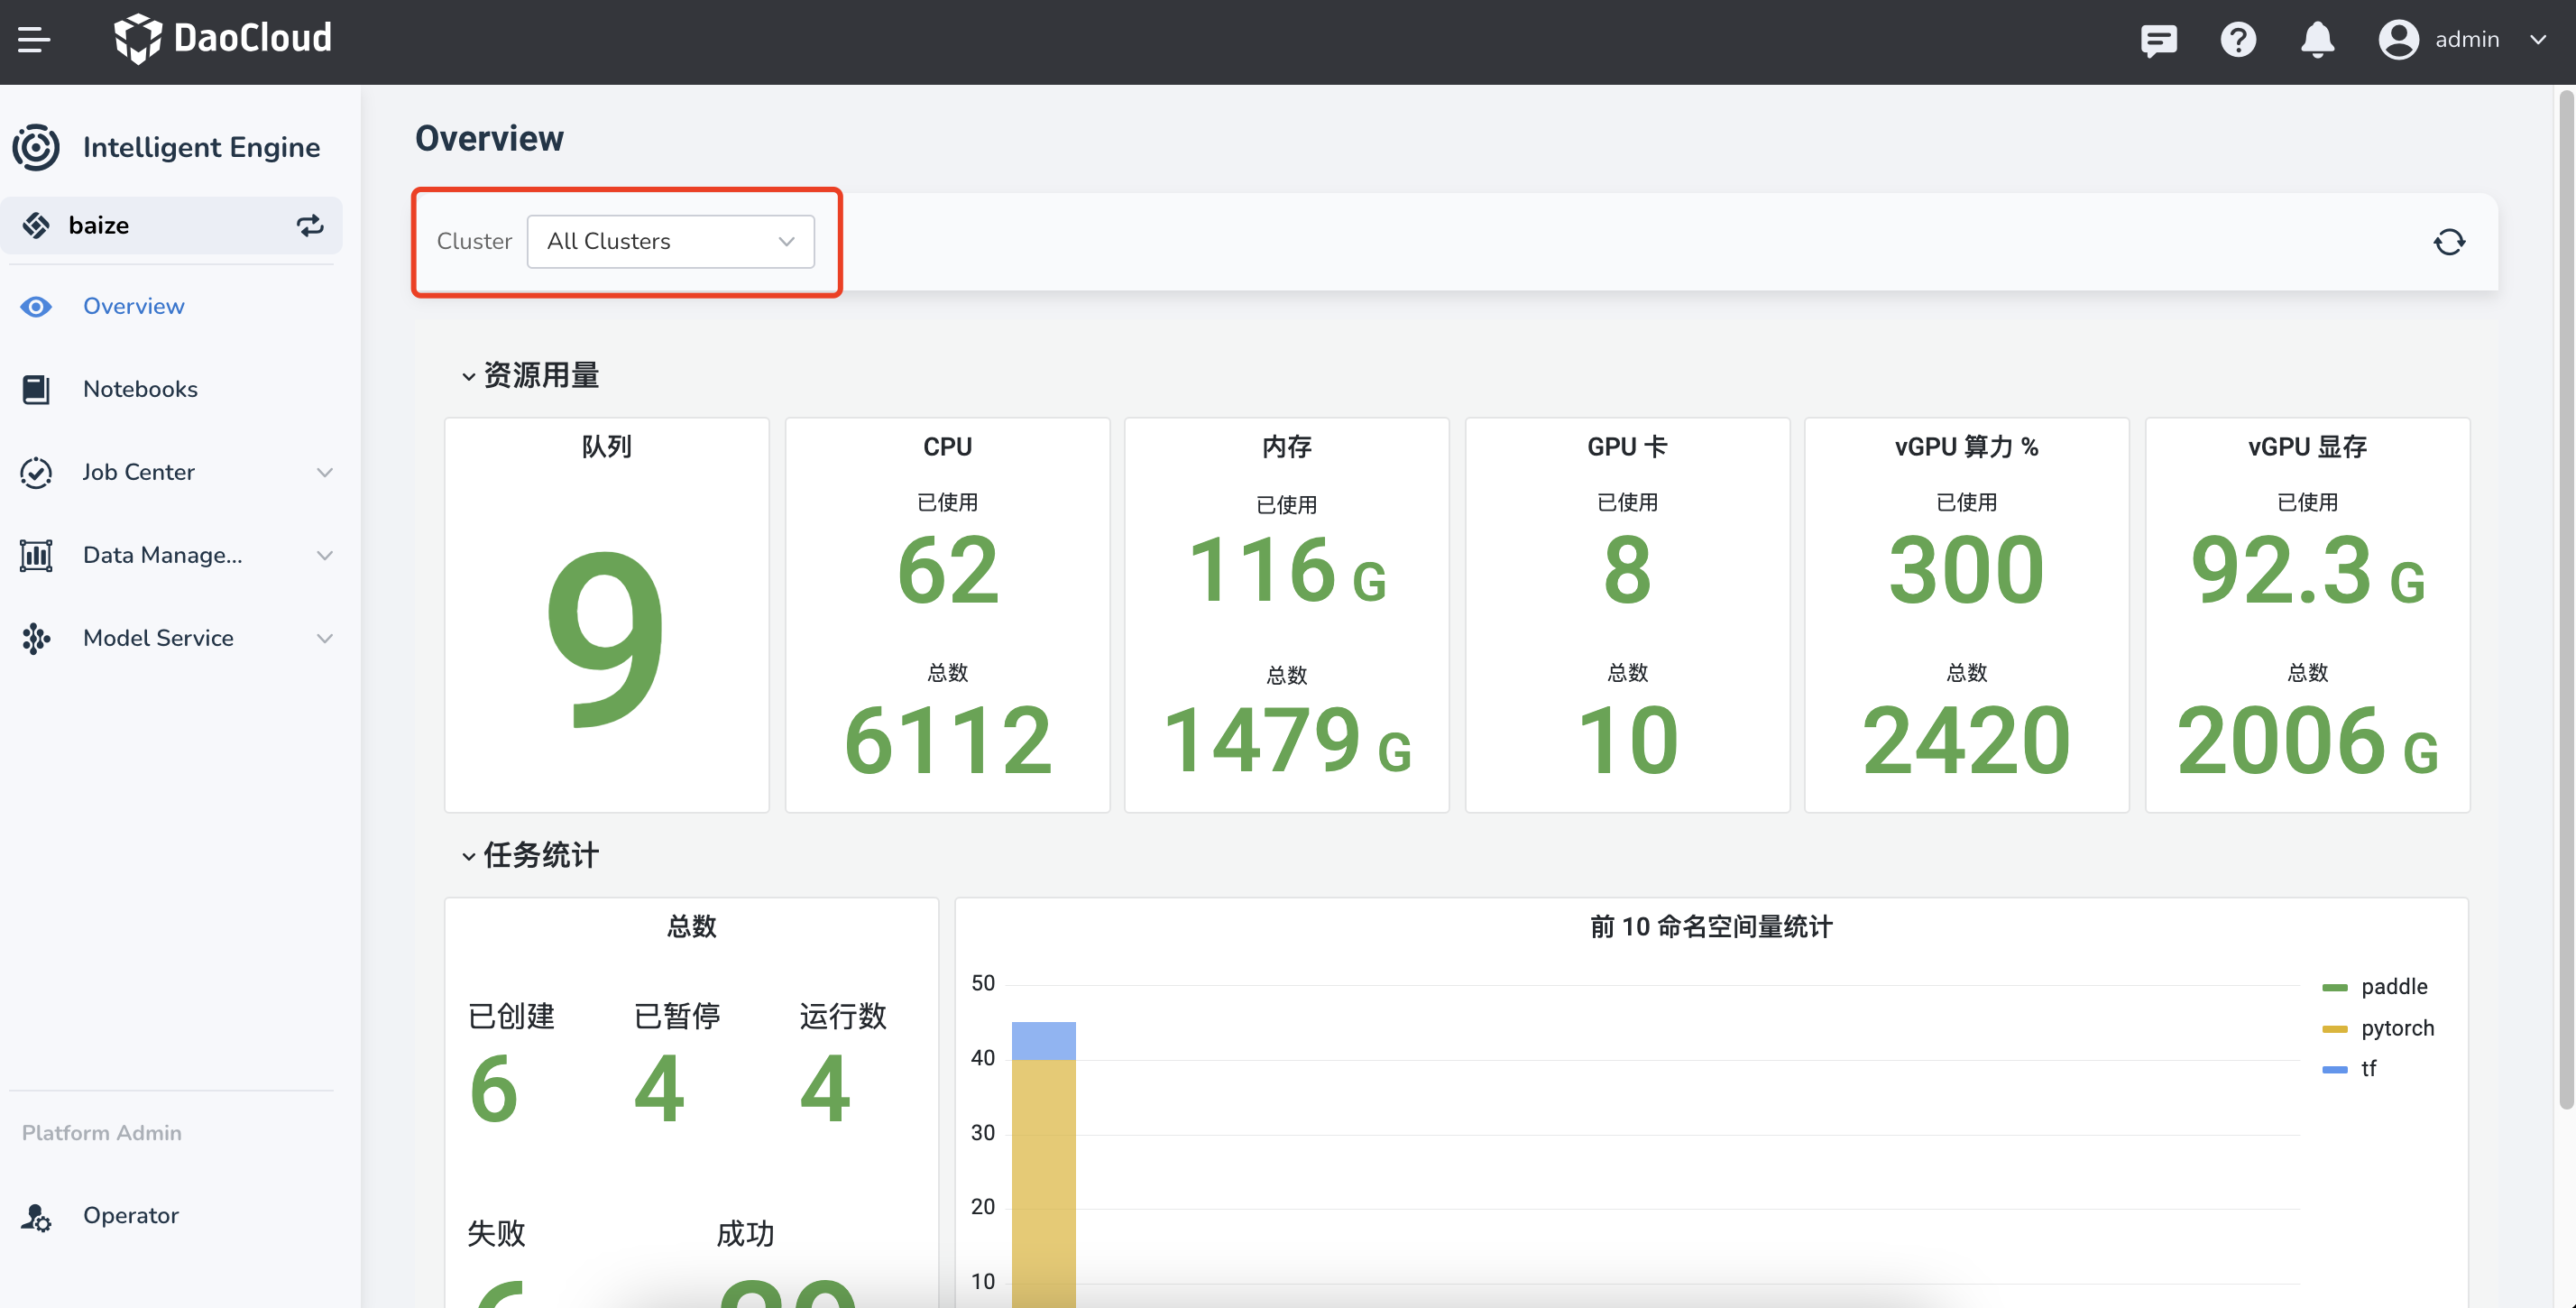 DaoCloud
admin
Intelligent Engine
baize
Overview
Notebooks
Job Center
Data Manage...
Model Service
Platform Admin
Operator
Overview
Cluster All Clusters
资源用量
队列
9
CPU
已使用
62
总数
6112
内存
已使用
116 G
总数
1479 G
GPU 卡
已使用
8
总数
10
vGPU 算力 %
已使用
300
总数
2420
vGPU 显存
已使用
92.3 G
总数
2006 G
任务统计
总数
已创建 已暂停 运行数
6 4 4
失败 成功
前 10 命名空间量统计
50
40
30
20
10
paddle
pytorch
tf